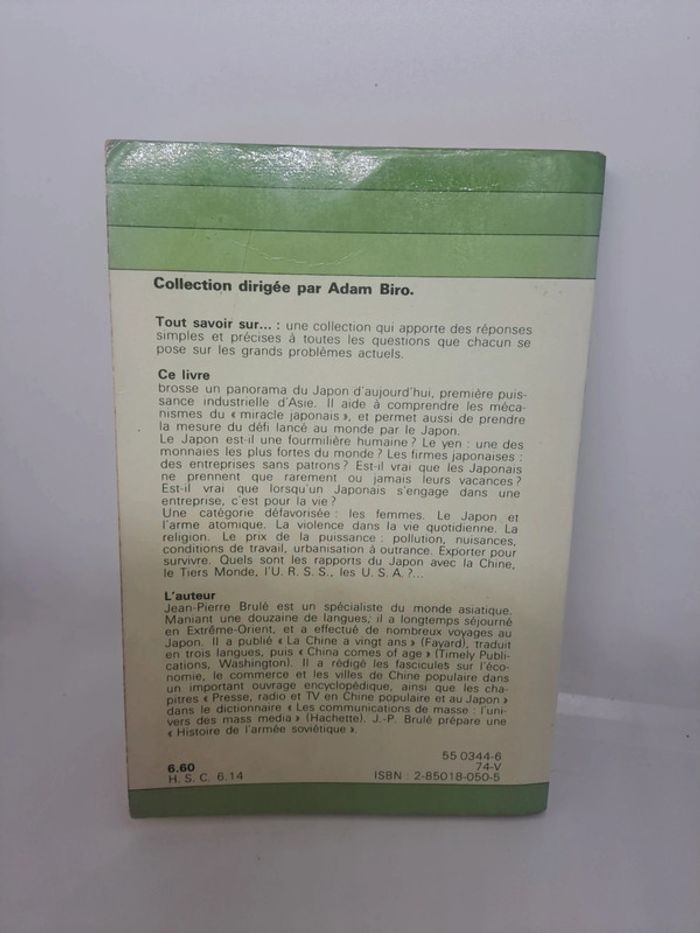 Collection dirigée par Adam Biro.
Tout savoir sur... : une collection qui apporte des réponses
simples et précises à toutes les questions que chacun se
pose sur les grands problèmes actuels.
Ce livre
brosse un panorama du Japon d'aujourd'hui, première puis-
sance industrielle d'Asie. Il aide à comprendre les méca-
nismes du « miracle japonais », et permet aussi de prendre
la mesure du défi lancé au monde par le Japon.
Le Japon est-il une fourmilière humaine ? Le yen : une des
monnaies les plus fortes du monde ? Les firmes japonaises :
des entreprises sans patrons ? Est-il vrai que les Japonais
ne prennent que rarement ou jamais leurs vacances ?
Est-il vrai que lorsqu'un Japonais s'engage dans une
entreprise, c'est pour la vie ?
Une catégorie défavorisée : les femmes. Le Japon et
l'arme atomique. La violence dans la vie quotidienne. La
religion. Le prix de la puissance : pollution, nuisances,
conditions de travail, urbanisation à outrance. Exporter pour
survivre. Quels sont les rapports du Japon avec la Chine,
le Tiers Monde, l'U.R.S.S., les U.S.A. ?...
L'auteur
Jean-Pierre Brulé est un spécialiste du monde asiatique.
Maniant une douzaine de langues, il a longtemps séjourné
en Extrême-Orient, et a effectué de nombreux voyages au
Japon. Il a publié « La Chine a vingt ans » (Fayard), traduit
en trois langues, puis « China comes of age » (Timely Publi-
cations, Washington). Il a rédigé les fascicules sur l'éco-
nomie, le commerce et les villes de Chine populaire dans
un important ouvrage encyclopédique, ainsi que les cha-
pitres « Presse, radio et TV en Chine populaire et au Japon »
dans le dictionnaire « Les communications de masse : l'uni-
vers des mass media » (Hachette). J.-P. Brulé prépare une
« Histoire de l'armée soviétique ».
55 0344-6
6.60 74-V
H.S.C. 6.14 ISBN : 2-85018-050-5